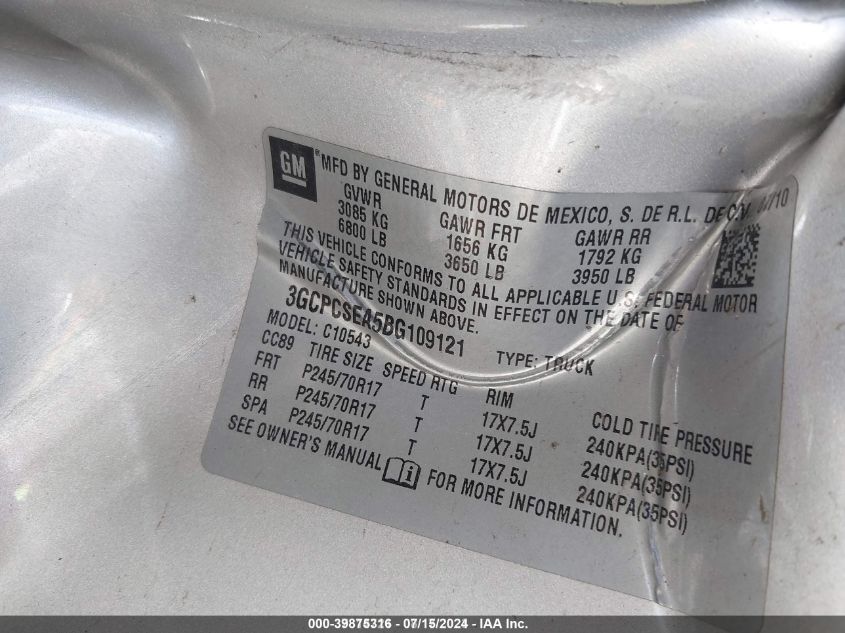 GM
MFD BY GENERAL MOTORS DE MEXICO, S. DE R.L. DE C.V.
GVWR GAWR FRT GAWR RR
3085 KG 1656 KG 1792 KG
6800 LB 3650 LB 3950 LB
THIS VEHICLE CONFORMS TO ALL APPLICABLE U.S. FEDERAL MOTOR
VEHICLE SAFETY STANDARDS IN EFFECT ON THE DATE OF
MANUFACTURE SHOWN ABOVE.
3GCPCSEA5BG109121 TYPE: TRUCK
MODEL: C10543
CC89 TIRE SIZE SPEED RTG RIM COLD TIRE PRESSURE
FRT P245/70R17 T 17X7.5J 240KPA(35PSI)
RR P245/70R17 T 17X7.5J 240KPA(35PSI)
SPA P245/70R17 T 17X7.5J 240KPA(35PSI)
SEE OWNER'S MANUAL FOR MORE INFORMATION.
000-39875316 - 07/15/2024 - IAA Inc.